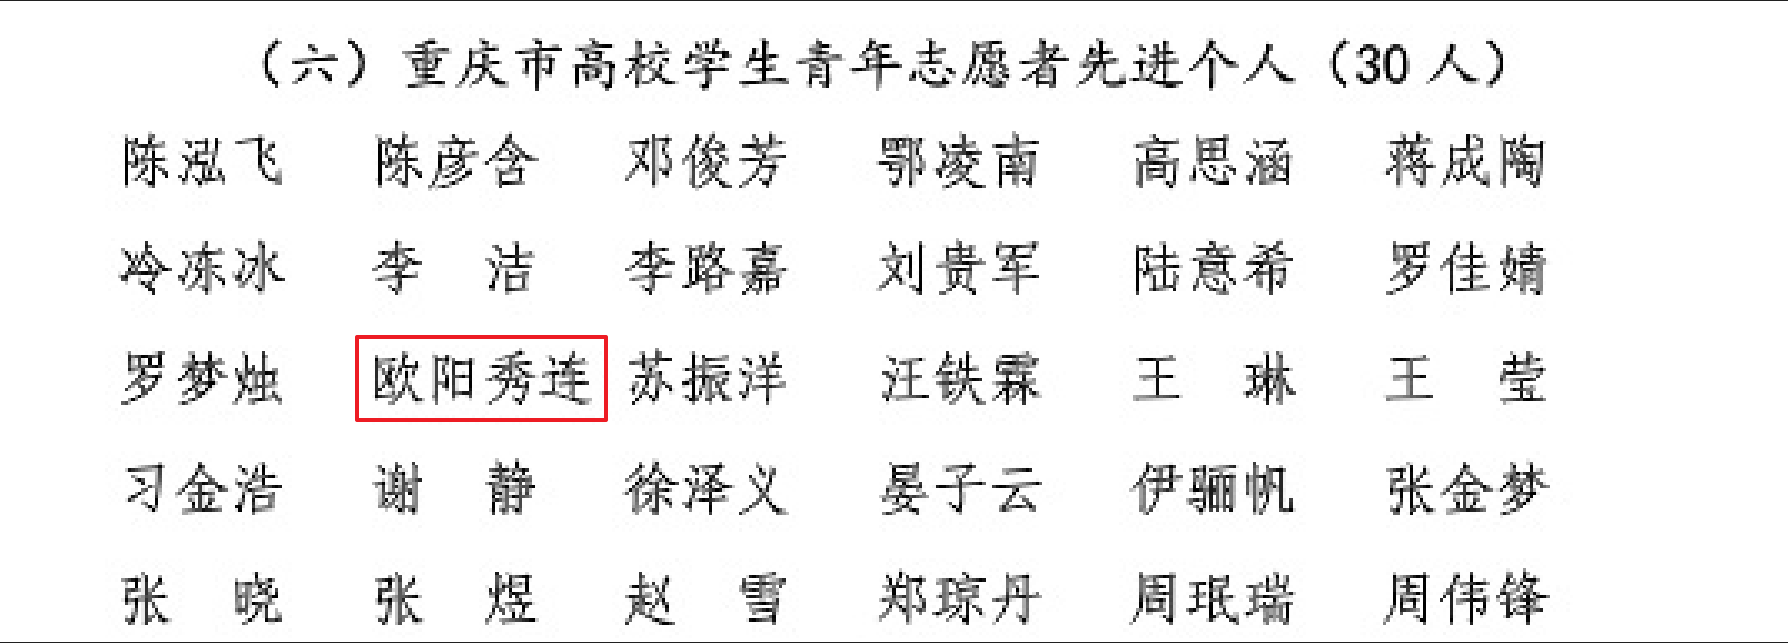 （六）重庆市高校学生青年志愿者先进个人（30 人）
陈泓飞 陈彦含 邓俊芳 鄂凌南 高思涵 蒋成陶
冷冻冰 李 洁 李路嘉 刘贵军 陆意希 罗佳婧
罗梦烛 欧阳秀连 苏振洋 汪铁霖 王 琳 王 莹
习金浩 谢 静 徐泽义 晏子云 伊骊帆 张金梦
张 晓 张 煜 赵 雪 郑琼丹 周珉瑞 周伟锋